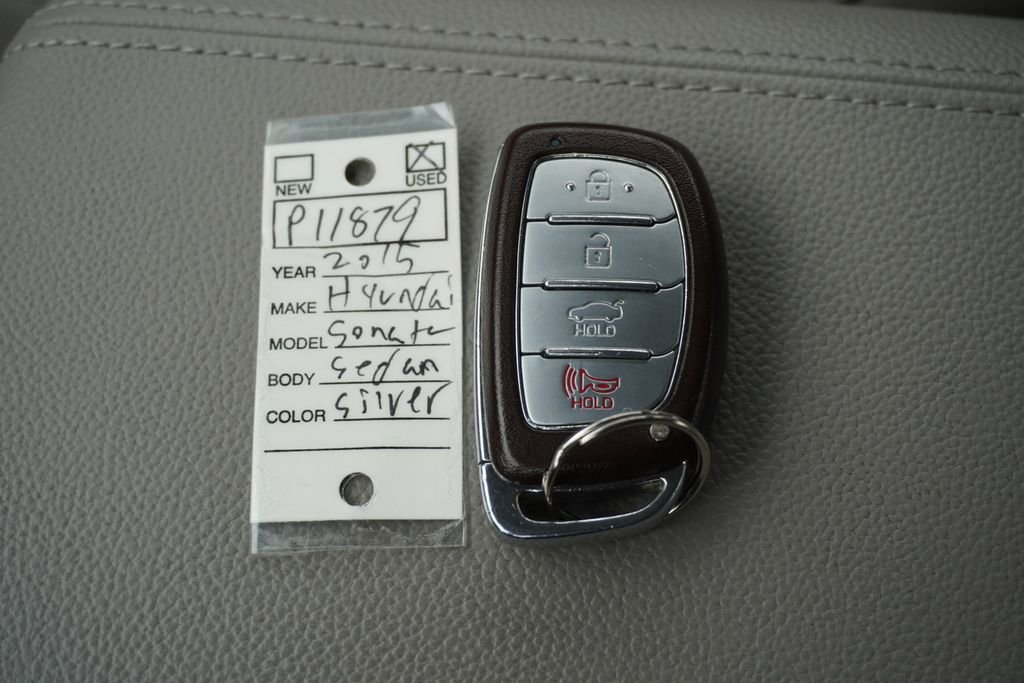 NEW USED
P11879
YEAR 2015
MAKE Hyundai
MODEL Sonata
BODY Sedan
COLOR Silver
HOLD
HOLD